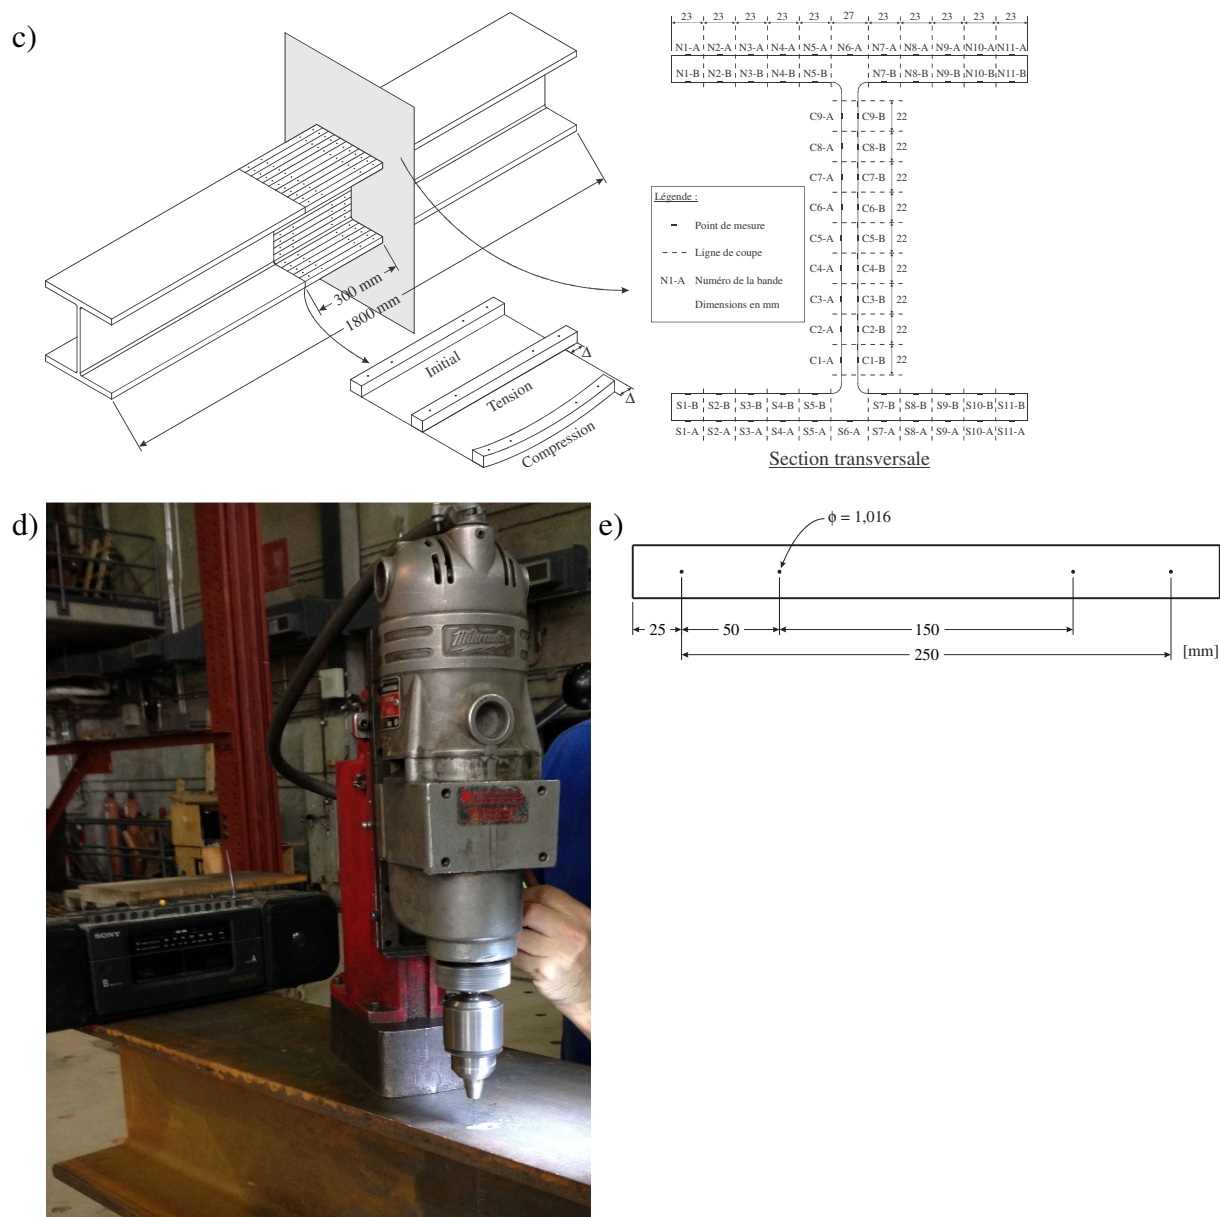 c)
300 mm
1800 mm
Initial
Δ
Tension
Δ
Compression
23 23 23 23 23 27 23 23 23 23 23
N1-A N2-A N3-A N4-A N5-A N6-A N7-A N8-A N9-A N10-A N11-A
N1-B N2-B N3-B N4-B N5-B N7-B N8-B N9-B N10-B N11-B
C9-A C9-B 22
C8-A C8-B 22
C7-A C7-B 22
C6-A C6-B 22
C5-A C5-B 22
C4-A C4-B 22
C3-A C3-B 22
C2-A C2-B 22
C1-A C1-B 22
Légende :
Point de mesure
Ligne de coupe
N1-A Numéro de la bande
Dimensions en mm
S1-B S2-B S3-B S4-B S5-B S7-B S8-B S9-B S10-B S11-B
S1-A S2-A S3-A S4-A S5-A S6-A S7-A S8-A S9-A S10-A S11-A
Section transversale
d)
Milwaukee
SONY
A
B
e)
ϕ = 1,016
25 50 150
250
[mm]